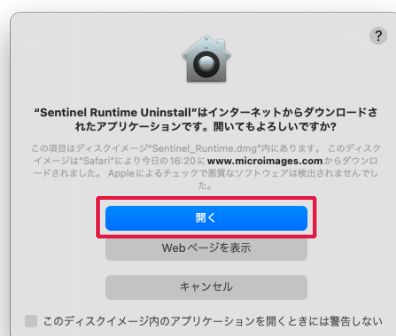 ?
"Sentinel Runtime Uninstall"はインターネットからダウンロードさ
れたアプリケーションです。開いてもよろしいですか?
この項目はディスクイメージ"Sentinel_Runtime.dmg"内にあります。このディスク
イメージは"Safari"により今日の16:20にwww.microimages.comからダウンロ
ードされました。Appleによるチェックで悪質なソフトウェアは検出されませんでし
た。
開く
Webページを表示
キャンセル
このディスクイメージ内のアプリケーションを開くときには警告しない